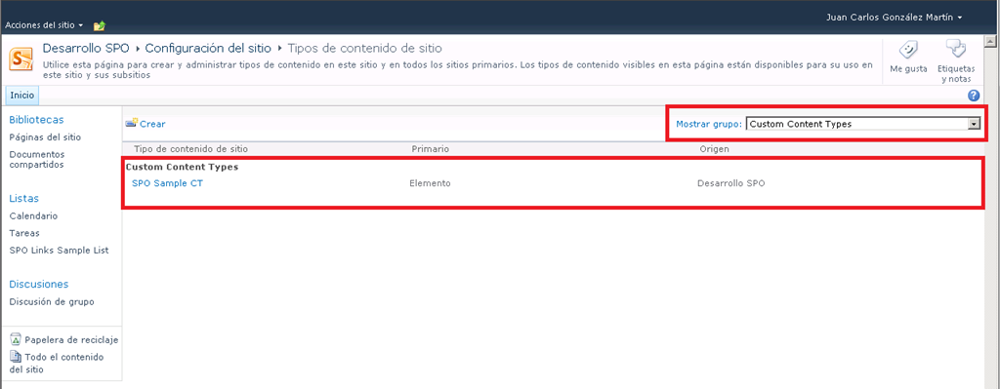 Juan Carlos González Martín
Acciones del sitio
Desarrollo SPO Configuración del sitio Tipos de contenido de sitio
Utilice esta página para crear y administrar tipos de contenido en este sitio y en todos los sitios primarios. Los tipos de contenido visibles en esta página están disponibles para su uso en
este sitio y sus subsitios
Me gusta
Etiquetas
y notas
Inicio
Bibliotecas
Páginas del sitio
Documentos
compartidos
Listas
Calendario
Tareas
SPO Links Sample List
Discusiones
Discusión de grupo
Papelera de reciclaje
Todo el contenido
del sitio
Crear
Mostrar grupo: Custom Content Types
Tipo de contenido de sitio Primario Origen
Custom Content Types
SPO Sample CT Elemento Desarrollo SPO